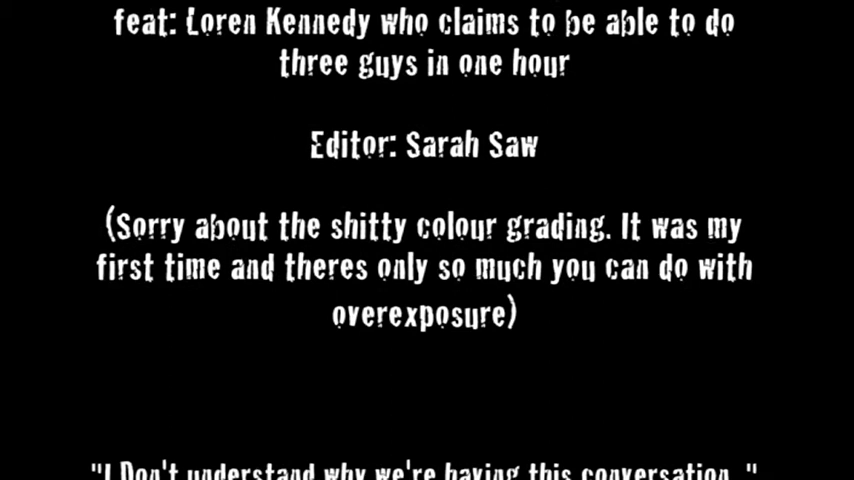 feat: Loren Kennedy who claims to be able to do
three guys in one hour
Editor: Sarah Saw
(Sorry about the shitty colour grading. It was my
first time and theres only so much you can do with
overexposure)
"I Don't understand why we're having this conversation. "